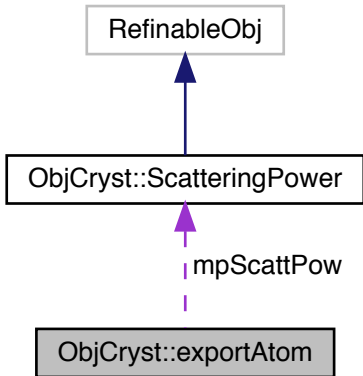 RefinableObj
ObjCryst::ScatteringPower
mpScattPow
ObjCryst::exportAtom